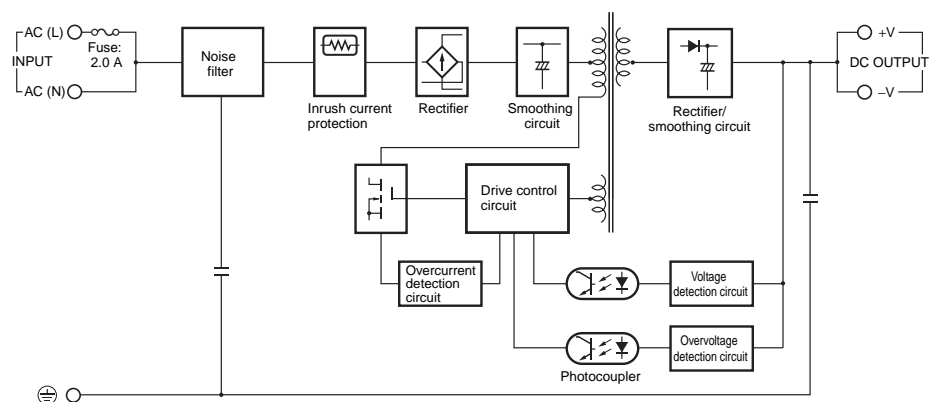 AC (L)
Fuse:
2.0 A
INPUT
AC (N)
Noise
filter
Inrush current
protection
Rectifier
Smoothing
circuit
Rectifier/
smoothing circuit
+V
DC OUTPUT
−V
Drive control
circuit
Overcurrent
detection
circuit
Voltage
detection circuit
Overvoltage
detection circuit
Photocoupler